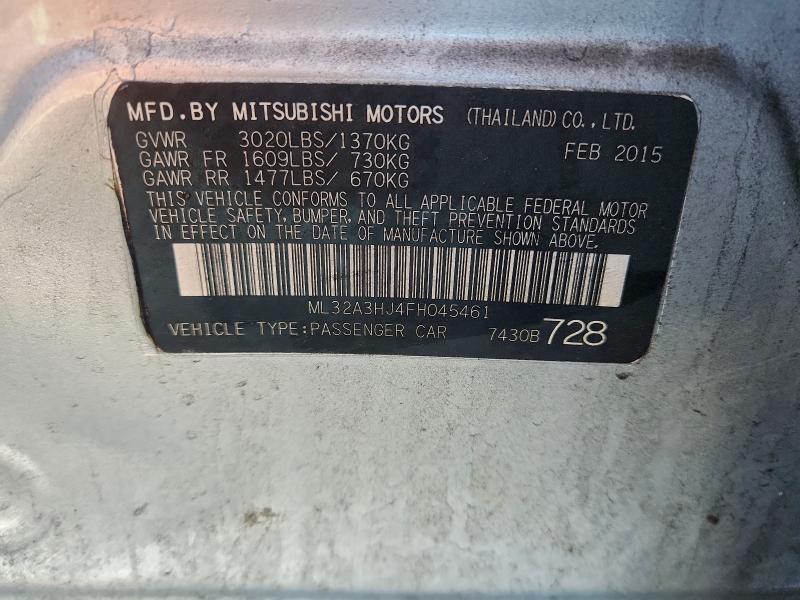 MFD.BY MITSUBISHI MOTORS (THAILAND) CO.,LTD.
GVWR 3020LBS/1370KG FEB 2015
GAWR FR 1609LBS/ 730KG
GAWR RR 1477LBS/ 670KG
THIS VEHICLE CONFORMS TO ALL APPLICABLE FEDERAL MOTOR
VEHICLE SAFETY, BUMPER, AND THEFT PREVENTION STANDARDS
IN EFFECT ON THE DATE OF MANUFACTURE SHOWN ABOVE.
ML32A3HJ4FH045461
VEHICLE TYPE:PASSENGER CAR 7430B 728